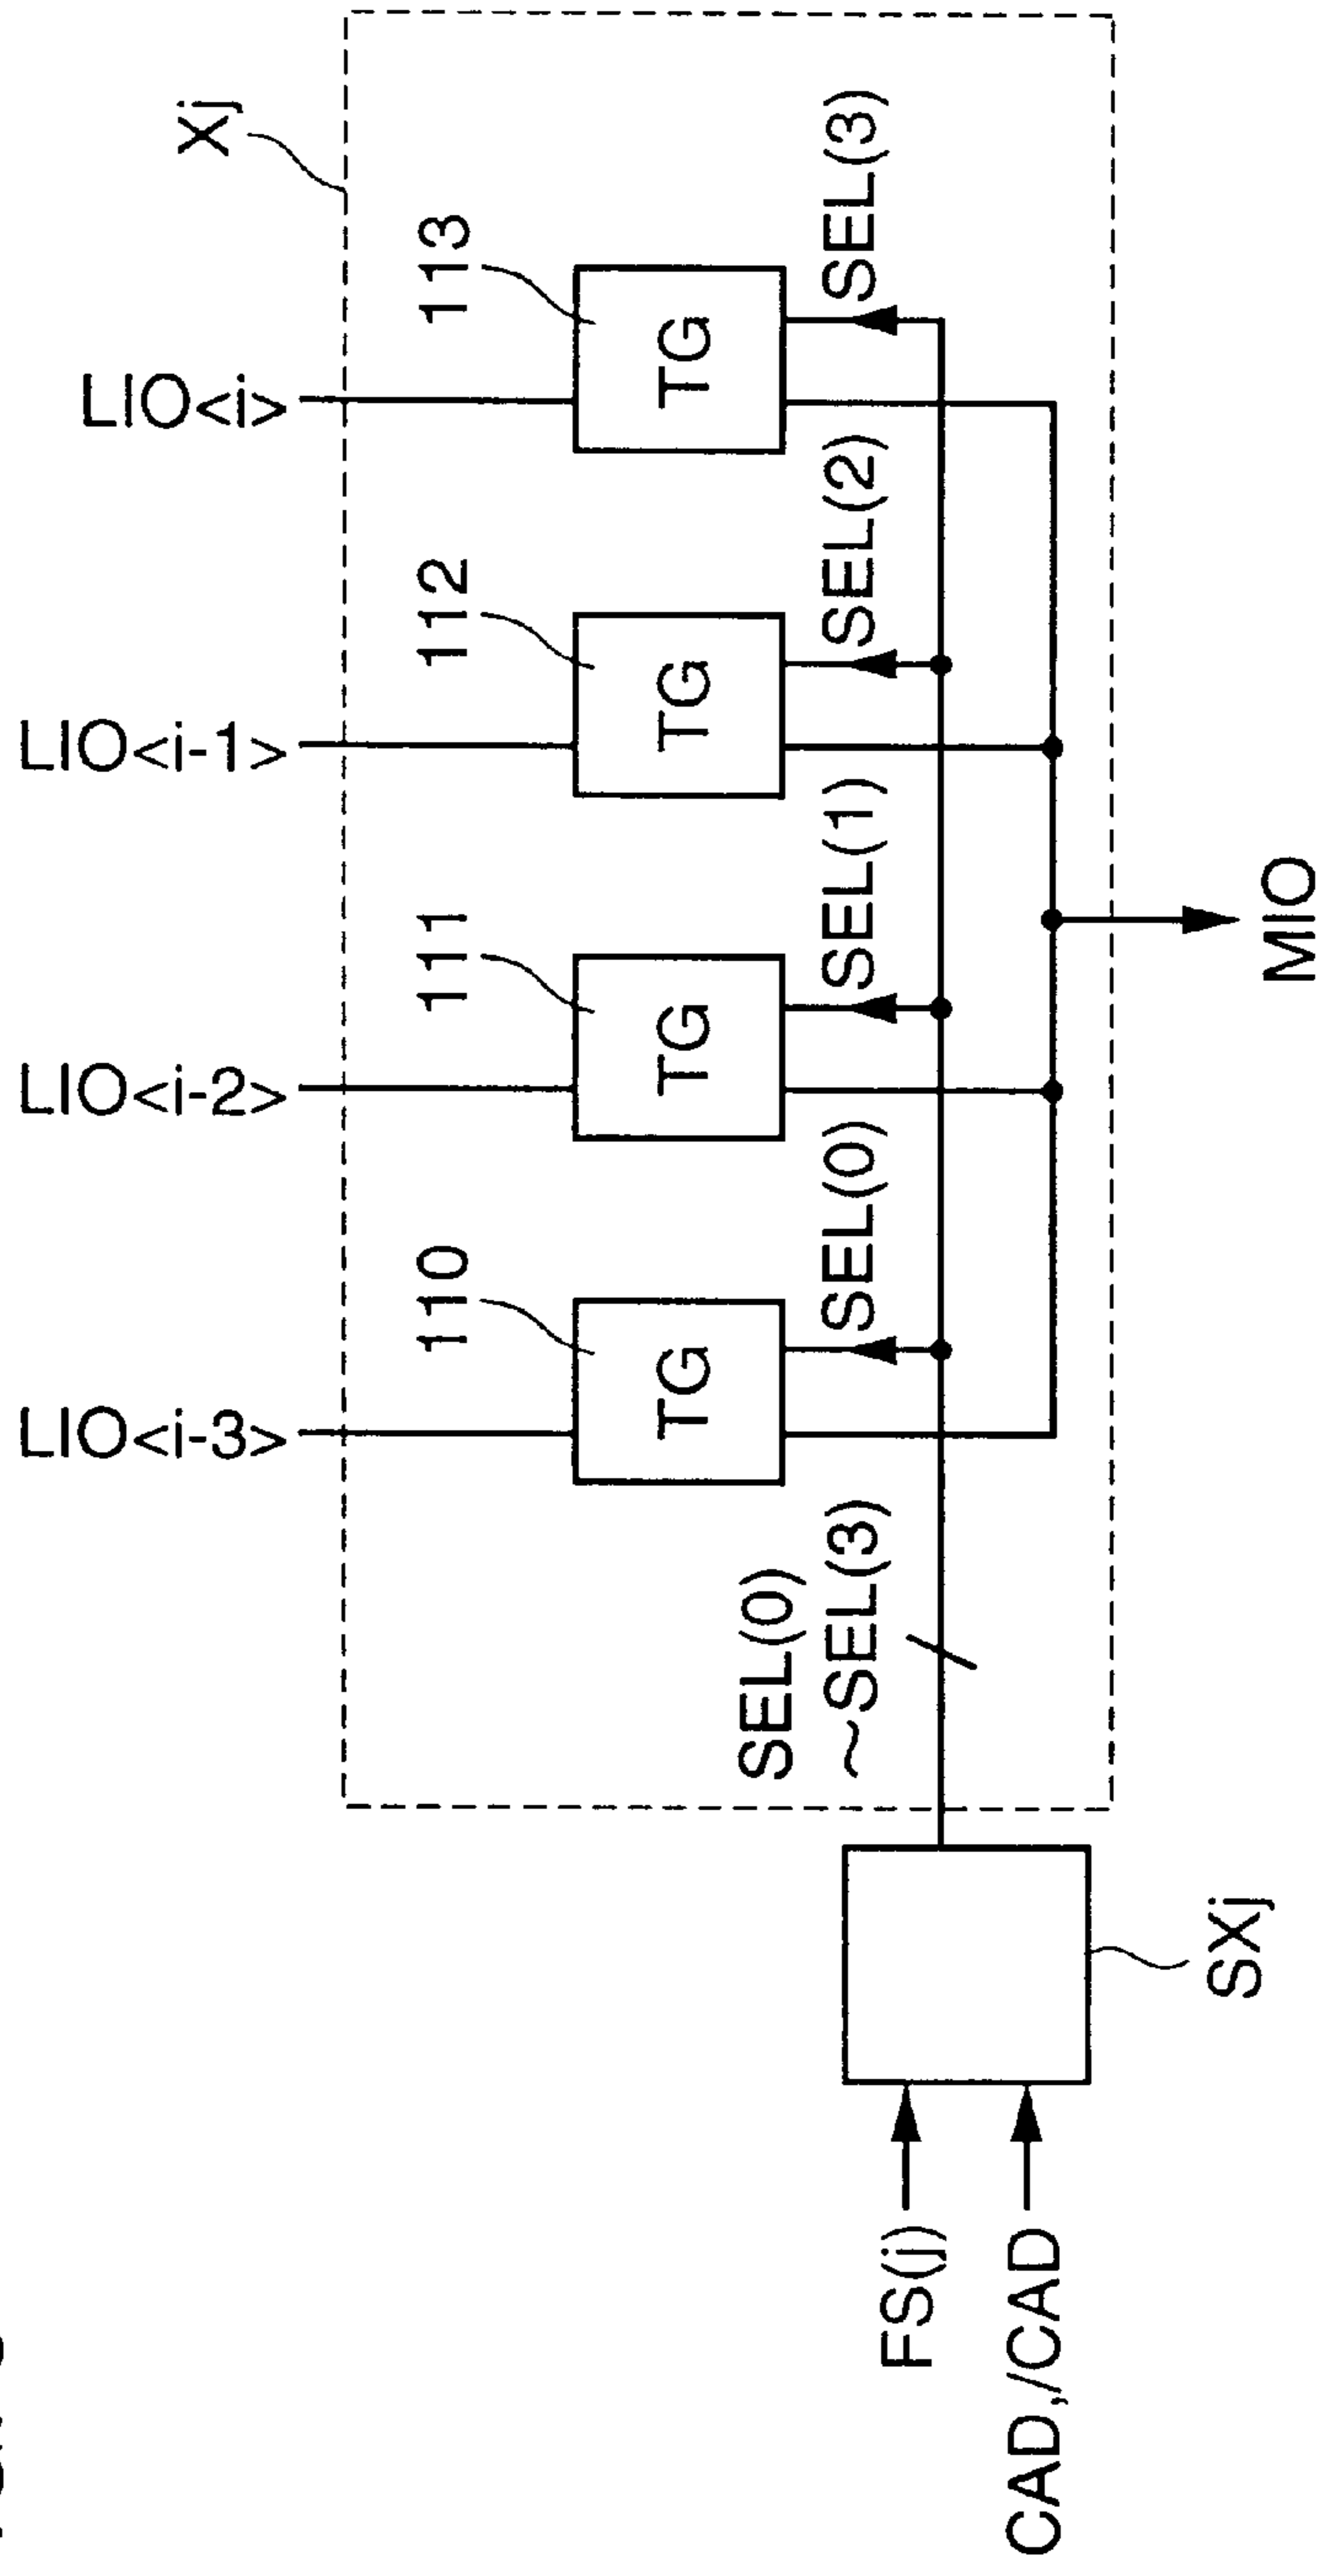 Xj
LIO<i-3>
LIO<i-2>
LIO<i-1>
LIO<i>
110
111
112
113
TG
TG
TG
TG
SEL(0)
~SEL(3)
SEL(0)
SEL(1)
SEL(2)
SEL(3)
FS(j)
CAD,/CAD
SXj
MIO